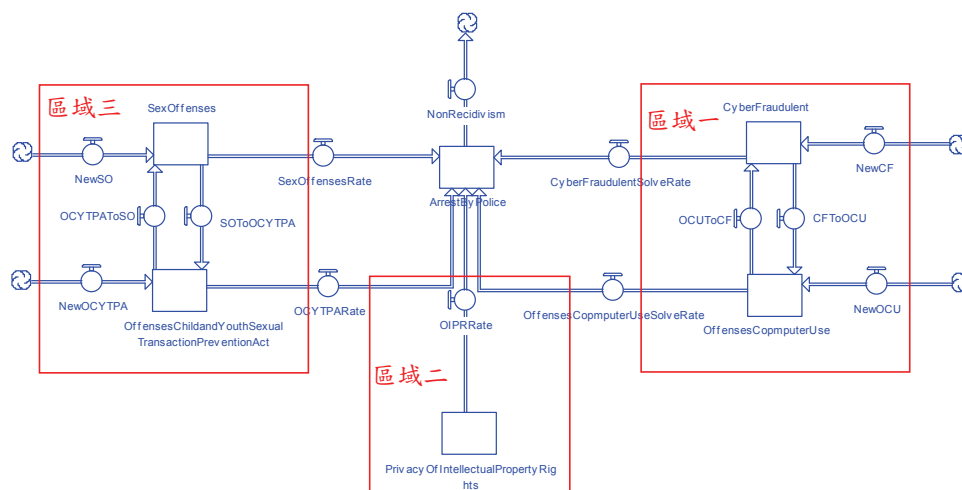 NonRecidivism
區域三
SexOffenses
NewSO
SexOffensesRate
ArrestByPolice
CyberFraudulentSolveRate
區域一
CyberFraudulent
NewCF
OCYTPAToSO
SOToOCYTPA
OCUToCF
CFToOCU
NewOCYTPA
OffensesChildandYouthSexual
TransactionPreventionAct
OCYTPARate
OIPRRate
OffensesCopmputerUseSolveRate
OffensesCopmputerUse
NewOCU
區域二
PrivacyOfIntellectualPropertyRig
hts